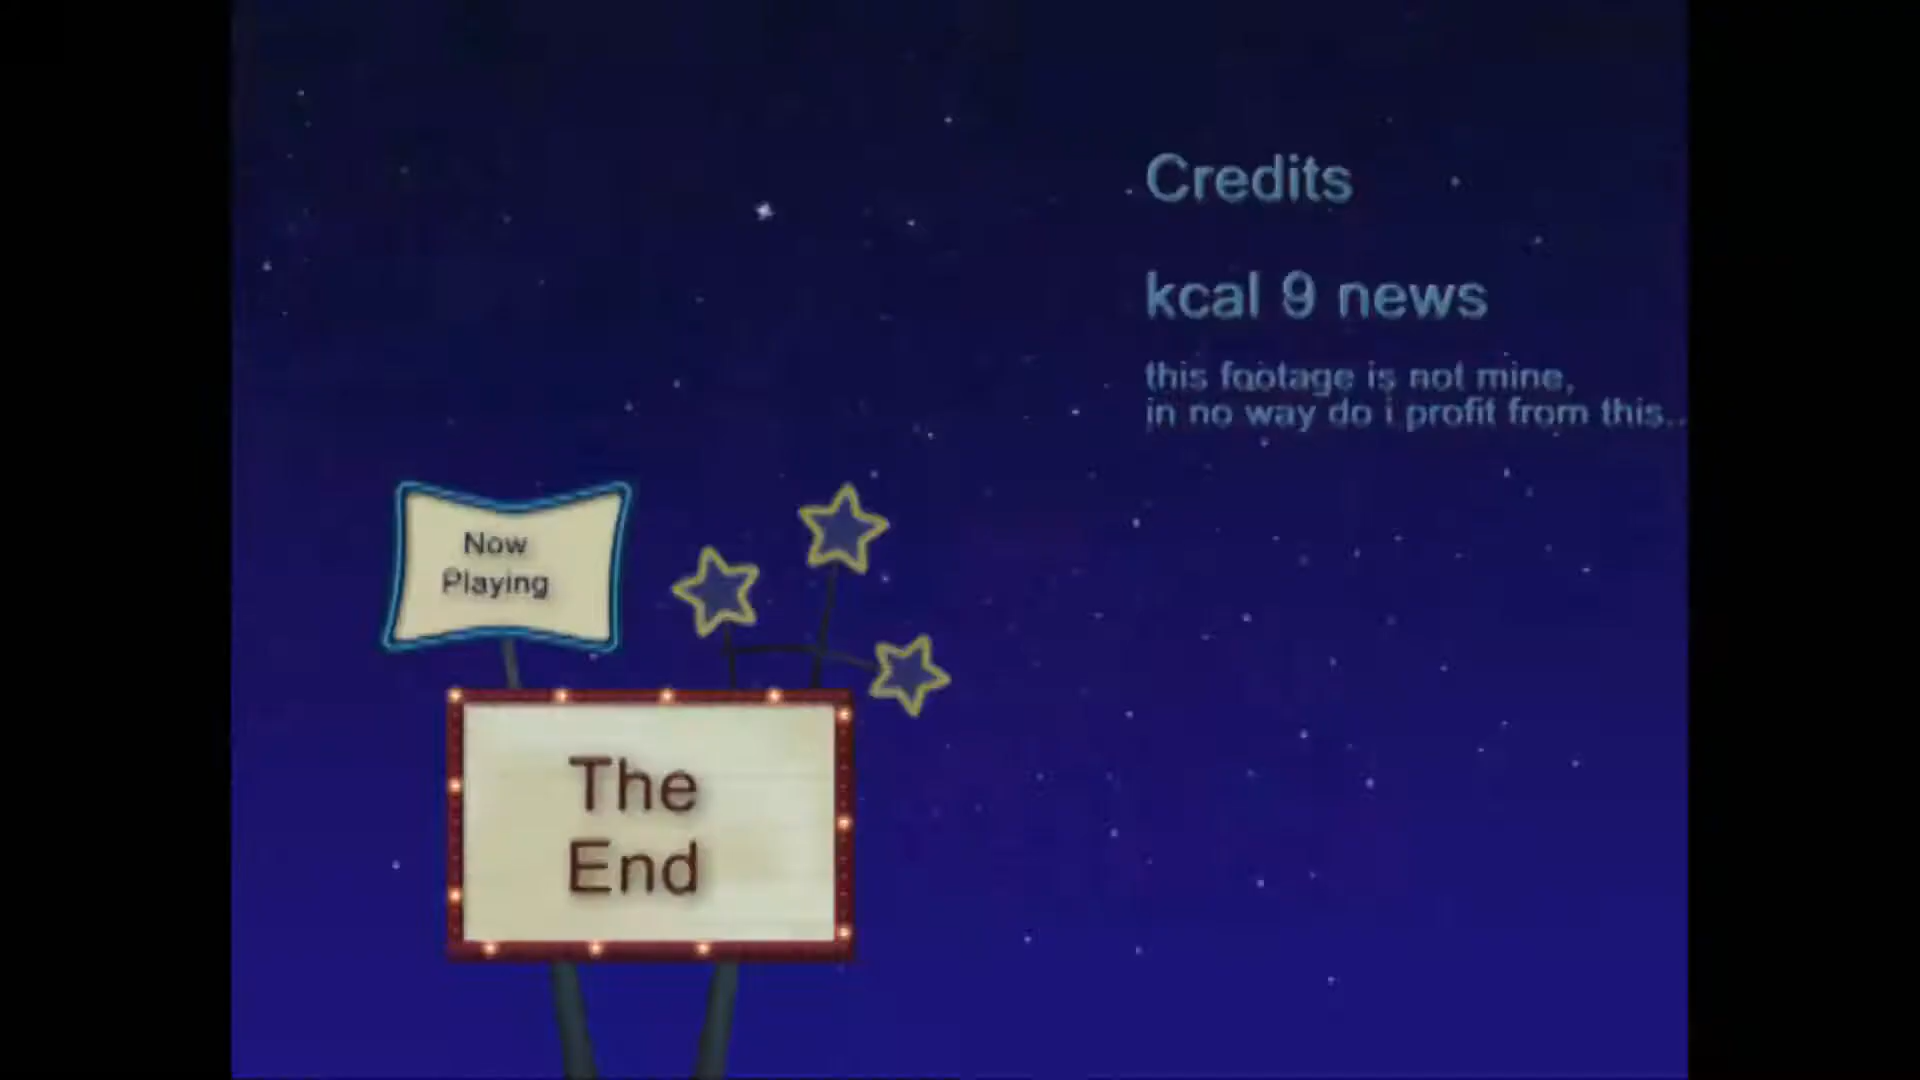 Credits
kcal 9 news
this footage is not mine,
in no way do i profit from this..
Now
Playing
The
End